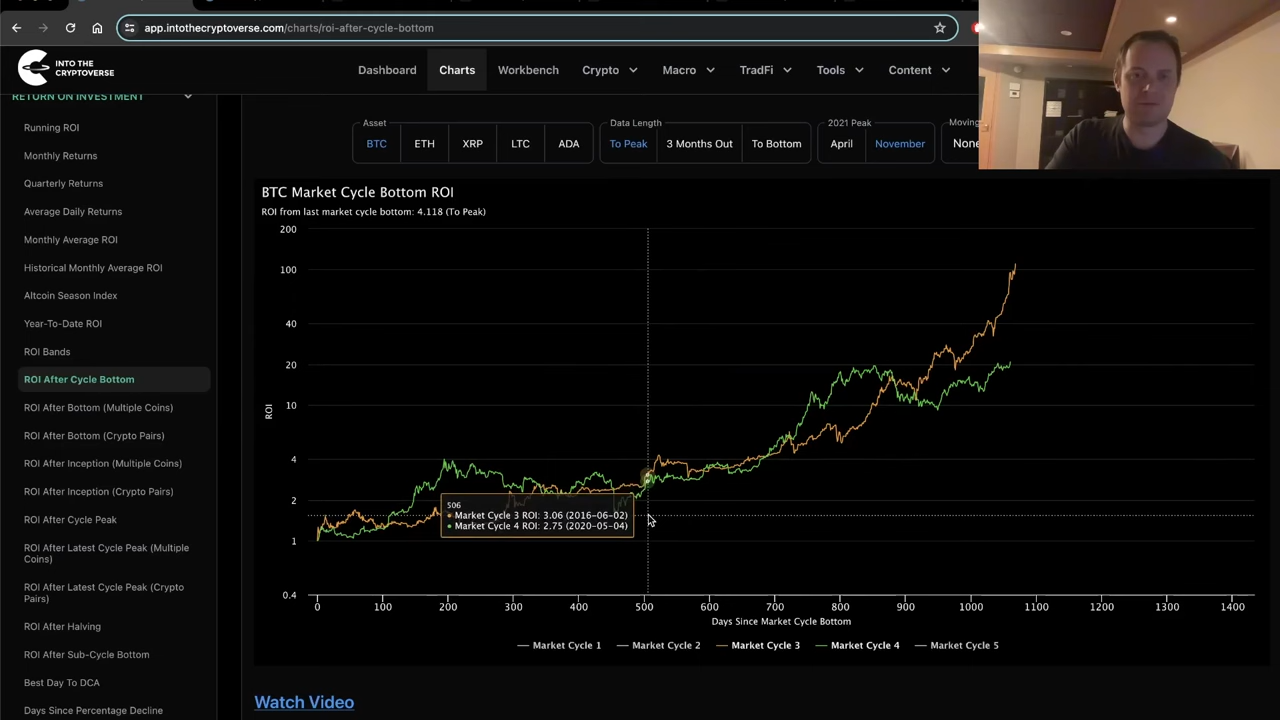 app.intothecryptoverse.com/charts/roi-after-cycle-bottom
INTO THE
CRYPTOVERSE
Dashboard
Charts
Workbench
Crypto
Macro
TradFi
Tools
Content
RETURN ON INVESTMENT
Running ROI
Monthly Returns
Quarterly Returns
Average Daily Returns
Monthly Average ROI
Historical Monthly Average ROI
Altcoin Season Index
Year-To-Date ROI
ROI Bands
ROI After Cycle Bottom
ROI After Bottom (Multiple Coins)
ROI After Bottom (Crypto Pairs)
ROI After Inception (Multiple Coins)
ROI After Inception (Crypto Pairs)
ROI After Cycle Peak
ROI After Latest Cycle Peak (Multiple
Coins)
ROI After Latest Cycle Peak (Crypto
Pairs)
ROI After Halving
ROI After Sub-Cycle Bottom
Best Day To DCA
Days Since Percentage Decline
Asset
BTC
ETH
XRP
LTC
ADA
Data Length
To Peak
3 Months Out
To Bottom
2021 Peak
April
November
Moving
None
BTC Market Cycle Bottom ROI
ROI from last market cycle bottom: 4.118 (To Peak)
200
100
40
20
10
4
2
1
0.4
ROI
506
Market Cycle 3 ROI: 3.06 (2016-06-02)
Market Cycle 4 ROI: 2.75 (2020-05-04)
0
100
200
300
400
500
600
700
800
900
1000
1100
1200
1300
1400
Days Since Market Cycle Bottom
Market Cycle 1
Market Cycle 2
Market Cycle 3
Market Cycle 4
Market Cycle 5
Watch Video